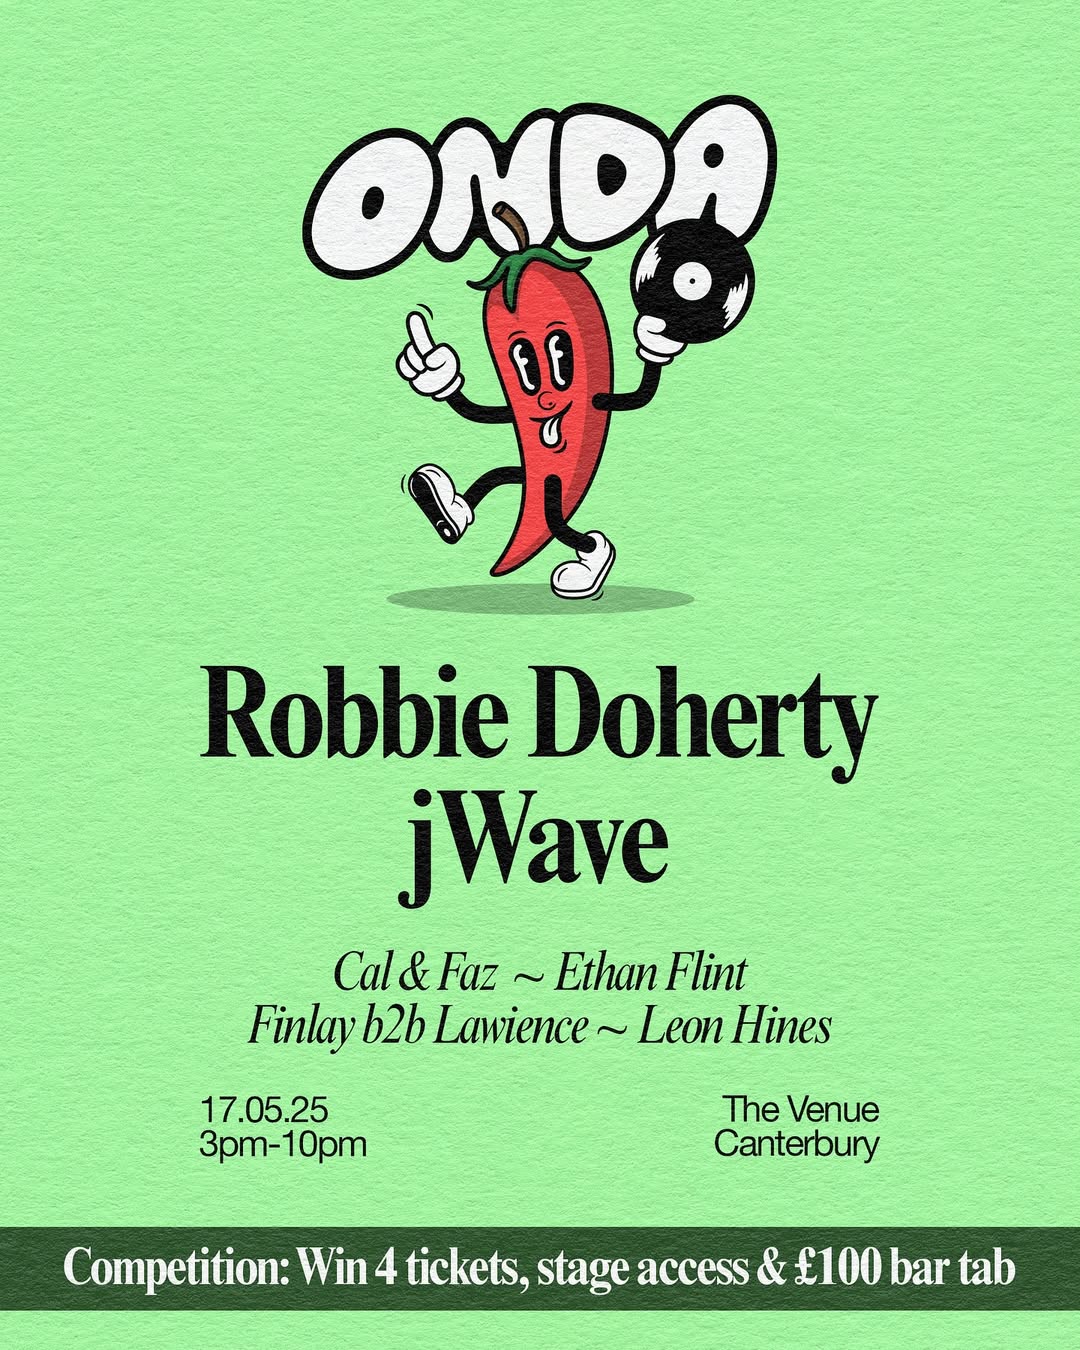 ONDA
Robbie Doherty
jWave
Cal & Faz ~ Ethan Flint
Finlay b2b Lawience ~ Leon Hines
17.05.25
3pm-10pm
The Venue
Canterbury
Competition: Win 4 tickets, stage access & £100 bar tab